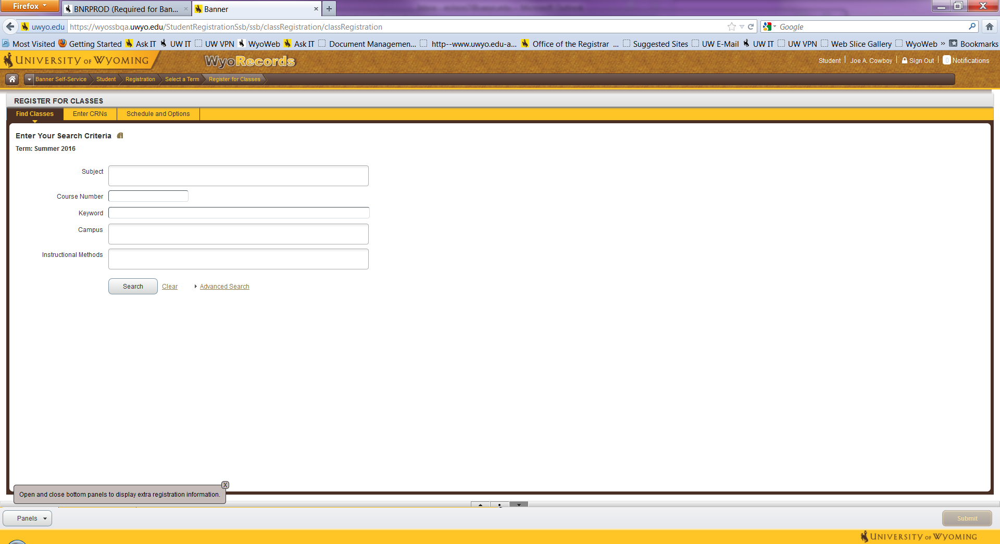 Firefox
BNRPROD (Required for Ban...
Banner
uwyo.edu
https://wyossbqa.uwyo.edu/StudentRegistrationSsb/ssb/classRegistration/classRegistration
Google
Most Visited Getting Started Ask IT UW IT UW VPN WyoWeb Ask IT Document Managemen... http--www.uwyo.edu-a... Office of the Registrar ... Suggested Sites UW E-Mail UW IT UW VPN Web Slice Gallery WyoWeb » Bookmarks
UNIVERSITY OF WYOMING
WyoRecords
Student Joe A. Cowboy Sign Out 0 Notifications
Banner Self-Service Student Registration Select a Term Register for Classes
REGISTER FOR CLASSES
Find Classes Enter CRNs Schedule and Options
Enter Your Search Criteria
Term: Summer 2016
Subject
Course Number
Keyword
Campus
Instructional Methods
Search Clear Advanced Search
X
Open and close bottom panels to display extra registration information.
Panels
Submit
UNIVERSITY OF WYOMING